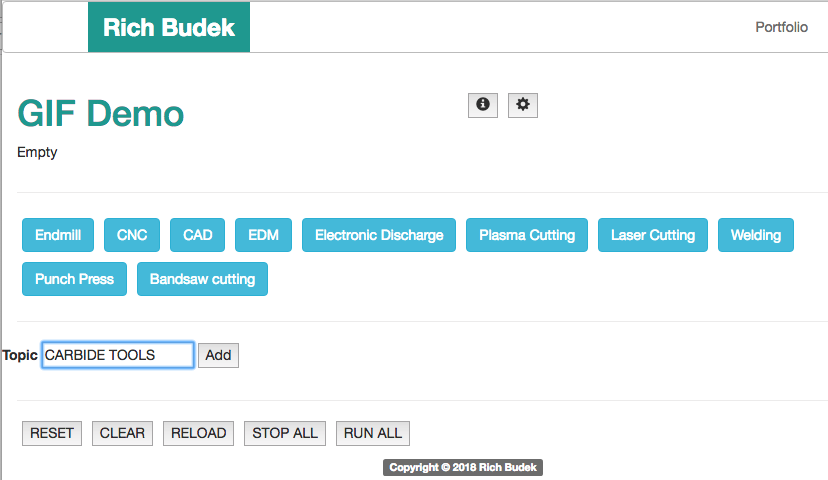 Rich Budek Portfolio
GIF Demo
Empty
Endmill CNC CAD EDM Electronic Discharge Plasma Cutting Laser Cutting Welding
Punch Press Bandsaw cutting
Topic CARBIDE TOOLS Add
RESET CLEAR RELOAD STOP ALL RUN ALL
Copyright © 2018 Rich Budek